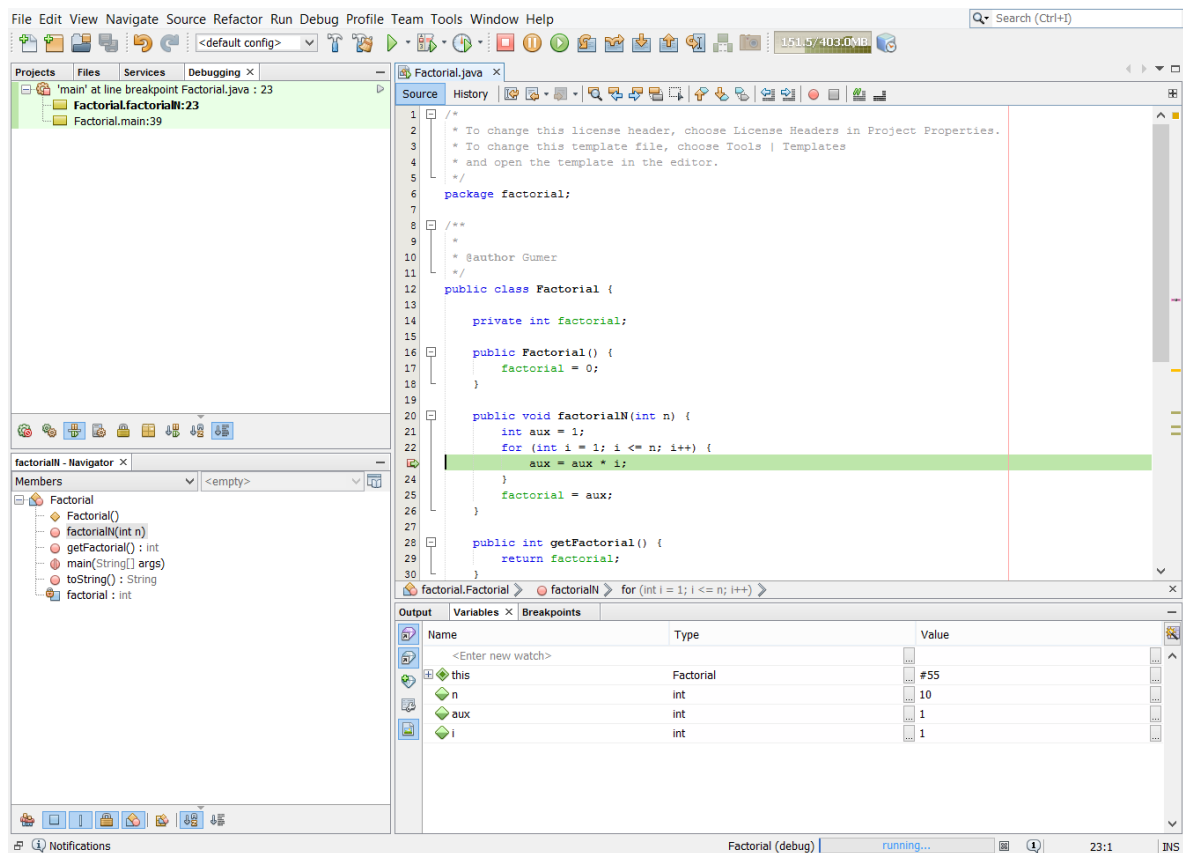 File Edit View Navigate Source Refactor Run Debug Profile Team Tools Window Help
Search (Ctrl+I)
<default config>
151.5/403.0MB
Projects Files Services Debugging
'main' at line breakpoint Factorial.java : 23
Factorial.factorialN:23
Factorial.main:39
factorialN - Navigator
Members
<empty>
Factorial
Factorial()
factorialN(int n)
getFactorial() : int
main(String[] args)
toString() : String
factorial : int
Factorial.java
Source History
1 /*
2 * To change this license header, choose License Headers in Project Properties.
3 * To change this template file, choose Tools | Templates
4 * and open the template in the editor.
5 */
6 package factorial;
7
8 /**
9 *
10 * @author Gumer
11 */
12 public class Factorial {
13
14 private int factorial;
15
16 public Factorial() {
17 factorial = 0;
18 }
19
20 public void factorialN(int n) {
21 int aux = 1;
22 for (int i = 1; i <= n; i++) {
aux = aux * i;
24 }
25 factorial = aux;
26 }
27
28 public int getFactorial() {
29 return factorial;
30 }
factorial.Factorial factorialN for (int i = 1; i <= n; i++)
Output Variables Breakpoints
Name Type Value
<Enter new watch>
this Factorial #55
n int 10
aux int 1
i int 1
Notifications
Factorial (debug) running... 23:1 INS